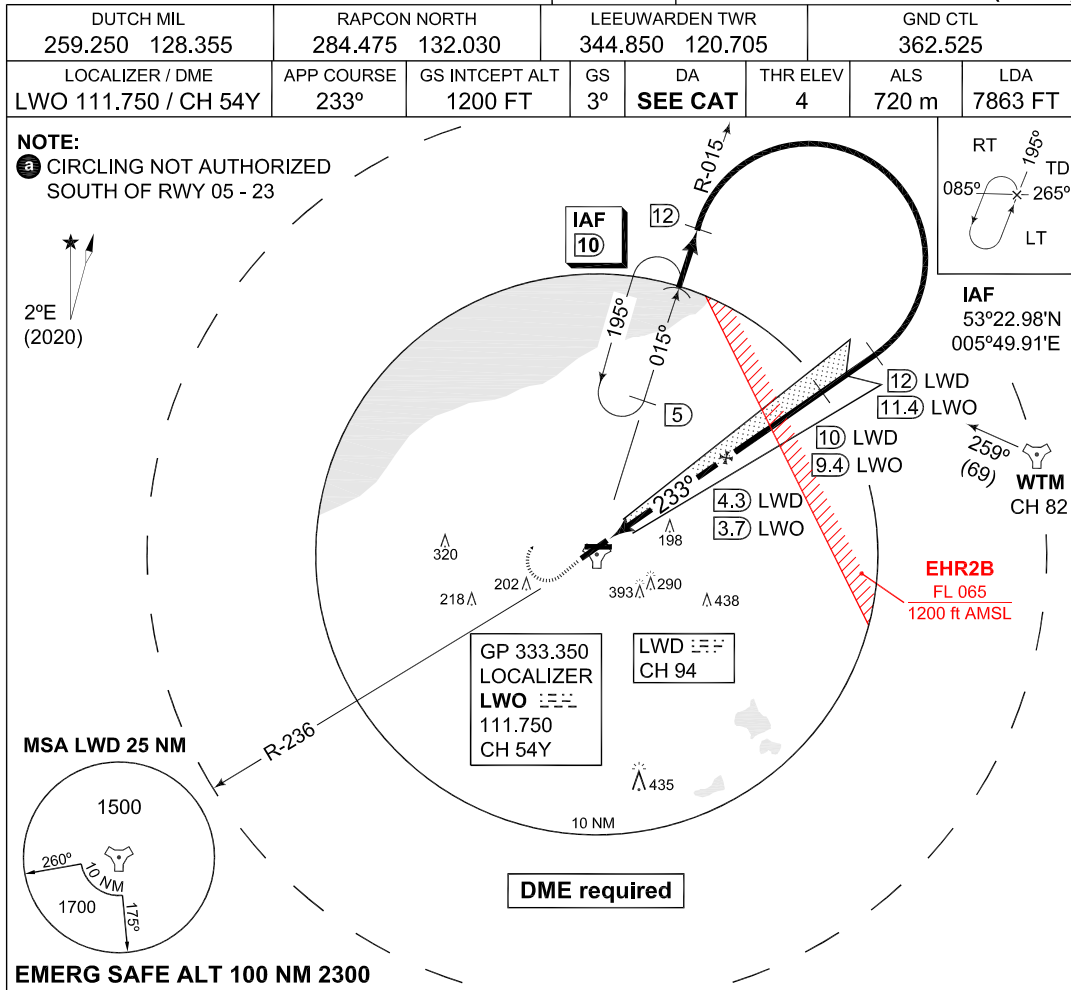 DUTCH MIL
259.250 128.355
RAPCON NORTH
284.475 132.030
LEEUWARDEN TWR
344.850 120.705
GND CTL
362.525
LOCALIZER / DME
LWO 111.750 / CH 54Y
APP COURSE
233º
GS INTCEPT ALT
1200 FT
GS
3º
DA
SEE CAT
THR ELEV
4
ALS
720 m
LDA
7863 FT
NOTE:
a CIRCLING NOT AUTHORIZED
SOUTH OF RWY 05 - 23
2ºE
(2020)
IAF
10
12
R-015
RT
195º
TD
085º
265º
LT
IAF
53º22.98'N
005º49.91'E
195º
015º
5
12 LWD
11.4 LWO
10 LWD
9.4 LWO
259º
(69)
WTM
CH 82
233º
4.3 LWD
3.7 LWO
320
198
202
218
393
290
438
EHR2B
FL 065
1200 ft AMSL
GP 333.350
LOCALIZER
LWO
111.750
CH 54Y
LWD
CH 94
R-236
435
10 NM
MSA LWD 25 NM
1500
260º
10 NM
1700
175º
DME required
EMERG SAFE ALT 100 NM 2300